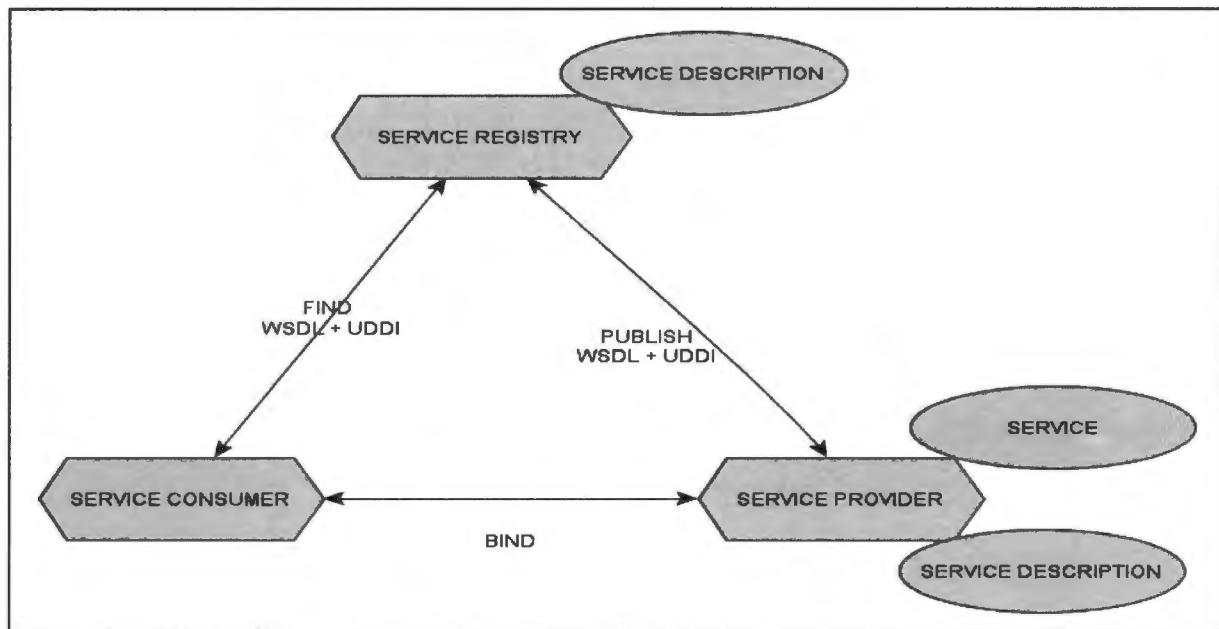 SERVICE DESCRIPTION
SERVICE REGISTRY
FIND
WSDL + UDDI
PUBLISH
WSDL + UDDI
SERVICE
SERVICE CONSUMER
SERVICE PROVIDER
BIND
SERVICE DESCRIPTION